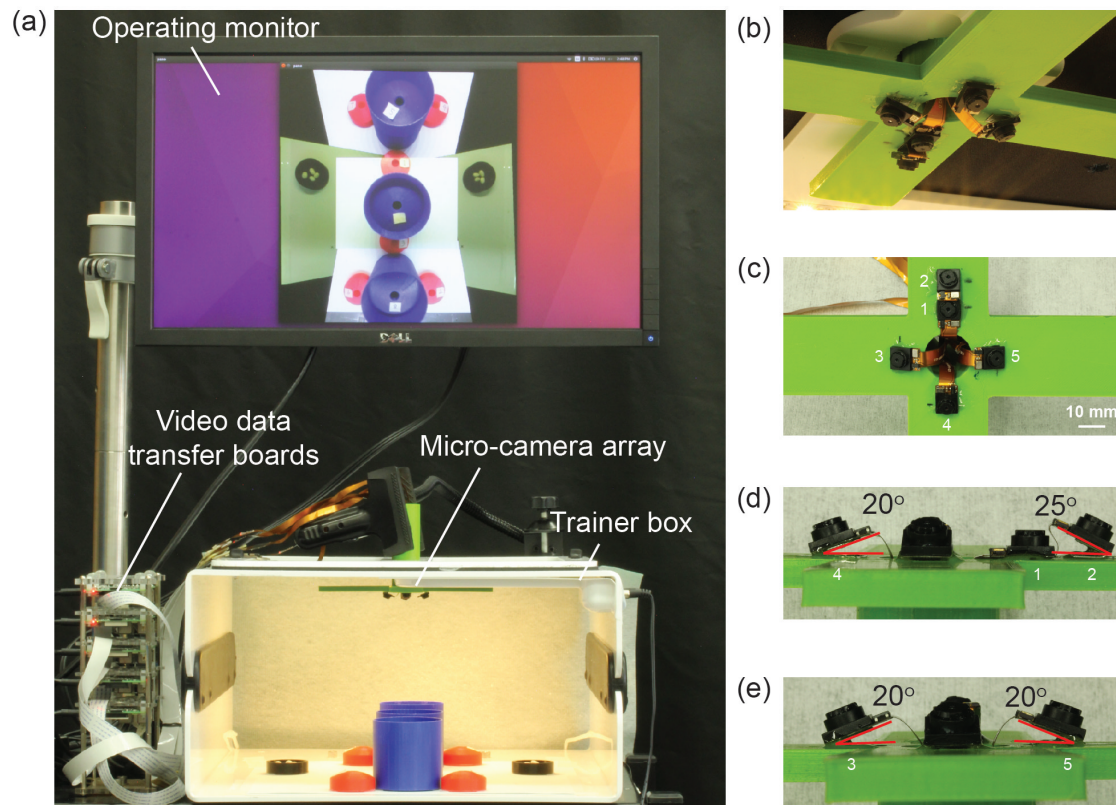 (a)
Operating monitor
DELL
Video data
transfer boards
Micro-camera array
Trainer box
(b)
(c)
2
1
3
5
4
10 mm
(d)
20°
25°
4
1
2
(e)
20°
20°
3
5